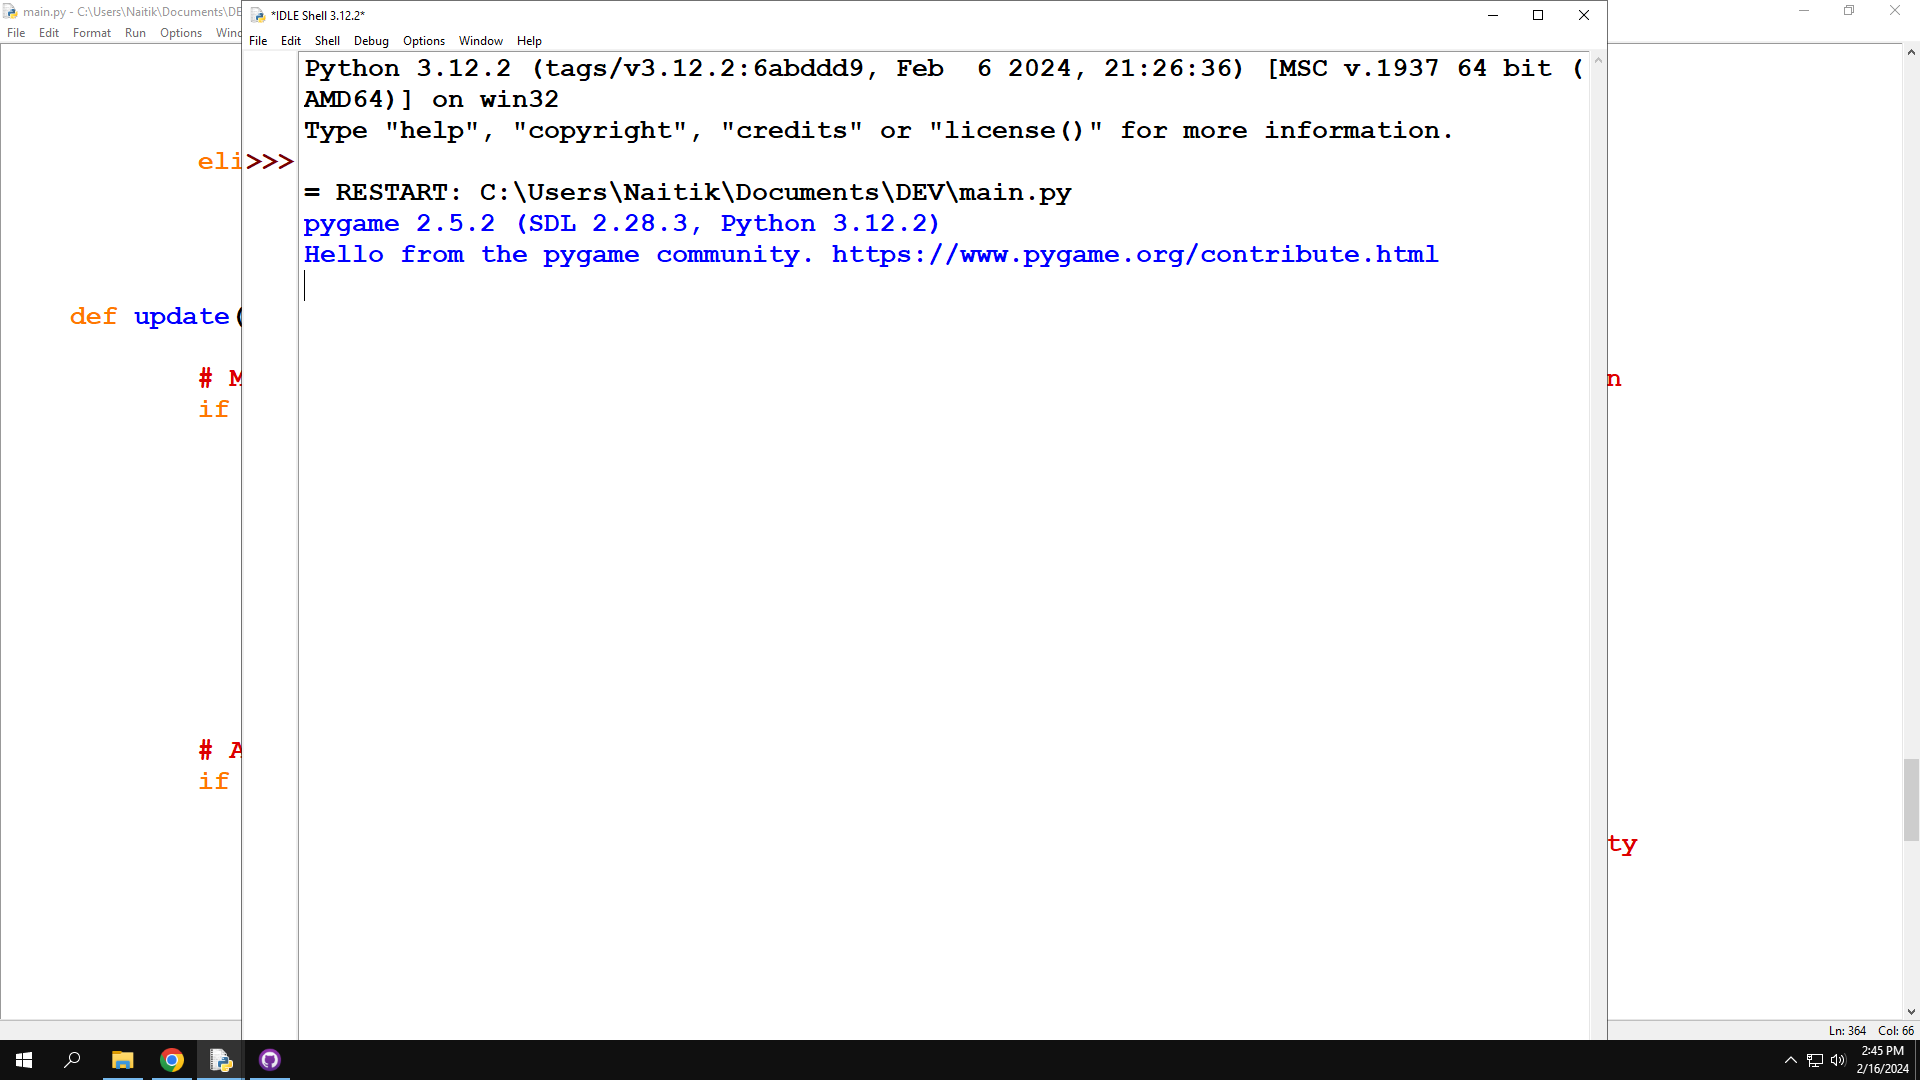 main.py - C:\Users\Naitik\Documents\DE
File Edit Format Run Options Wind
*IDLE Shell 3.12.2*
File Edit Shell Debug Options Window Help
Python 3.12.2 (tags/v3.12.2:6abddd9, Feb  6 2024, 21:26:36) [MSC v.1937 64 bit (
AMD64)] on win32
Type "help", "copyright", "credits" or "license()" for more information.
eli
>>>
= RESTART: C:\Users\Naitik\Documents\DEV\main.py
pygame 2.5.2 (SDL 2.28.3, Python 3.12.2)
Hello from the pygame community. https://www.pygame.org/contribute.html
def update(
# M
n
if
# A
if
ty
Ln: 364 Col: 66
2:45 PM
2/16/2024